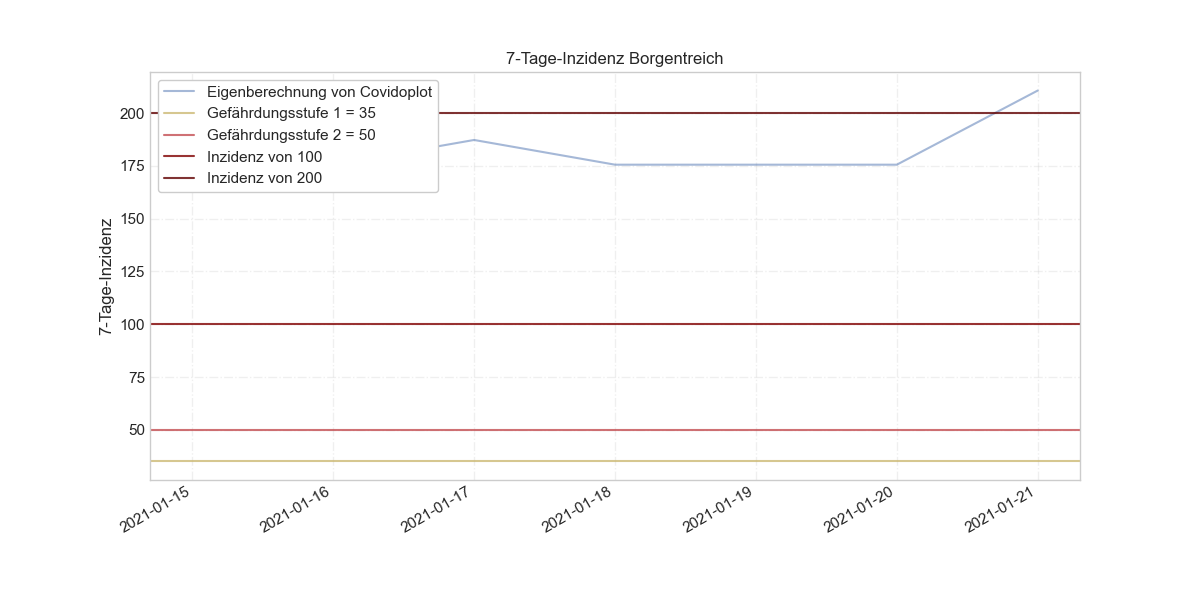 7-Tage-Inzidenz Borgentreich
Eigenberechnung von Covidoplot
Gefährdungsstufe 1 = 35
Gefährdungsstufe 2 = 50
Inzidenz von 100
Inzidenz von 200
7-Tage-Inzidenz
200
175
150
125
100
75
50
2021-01-15
2021-01-16
2021-01-17
2021-01-18
2021-01-19
2021-01-20
2021-01-21